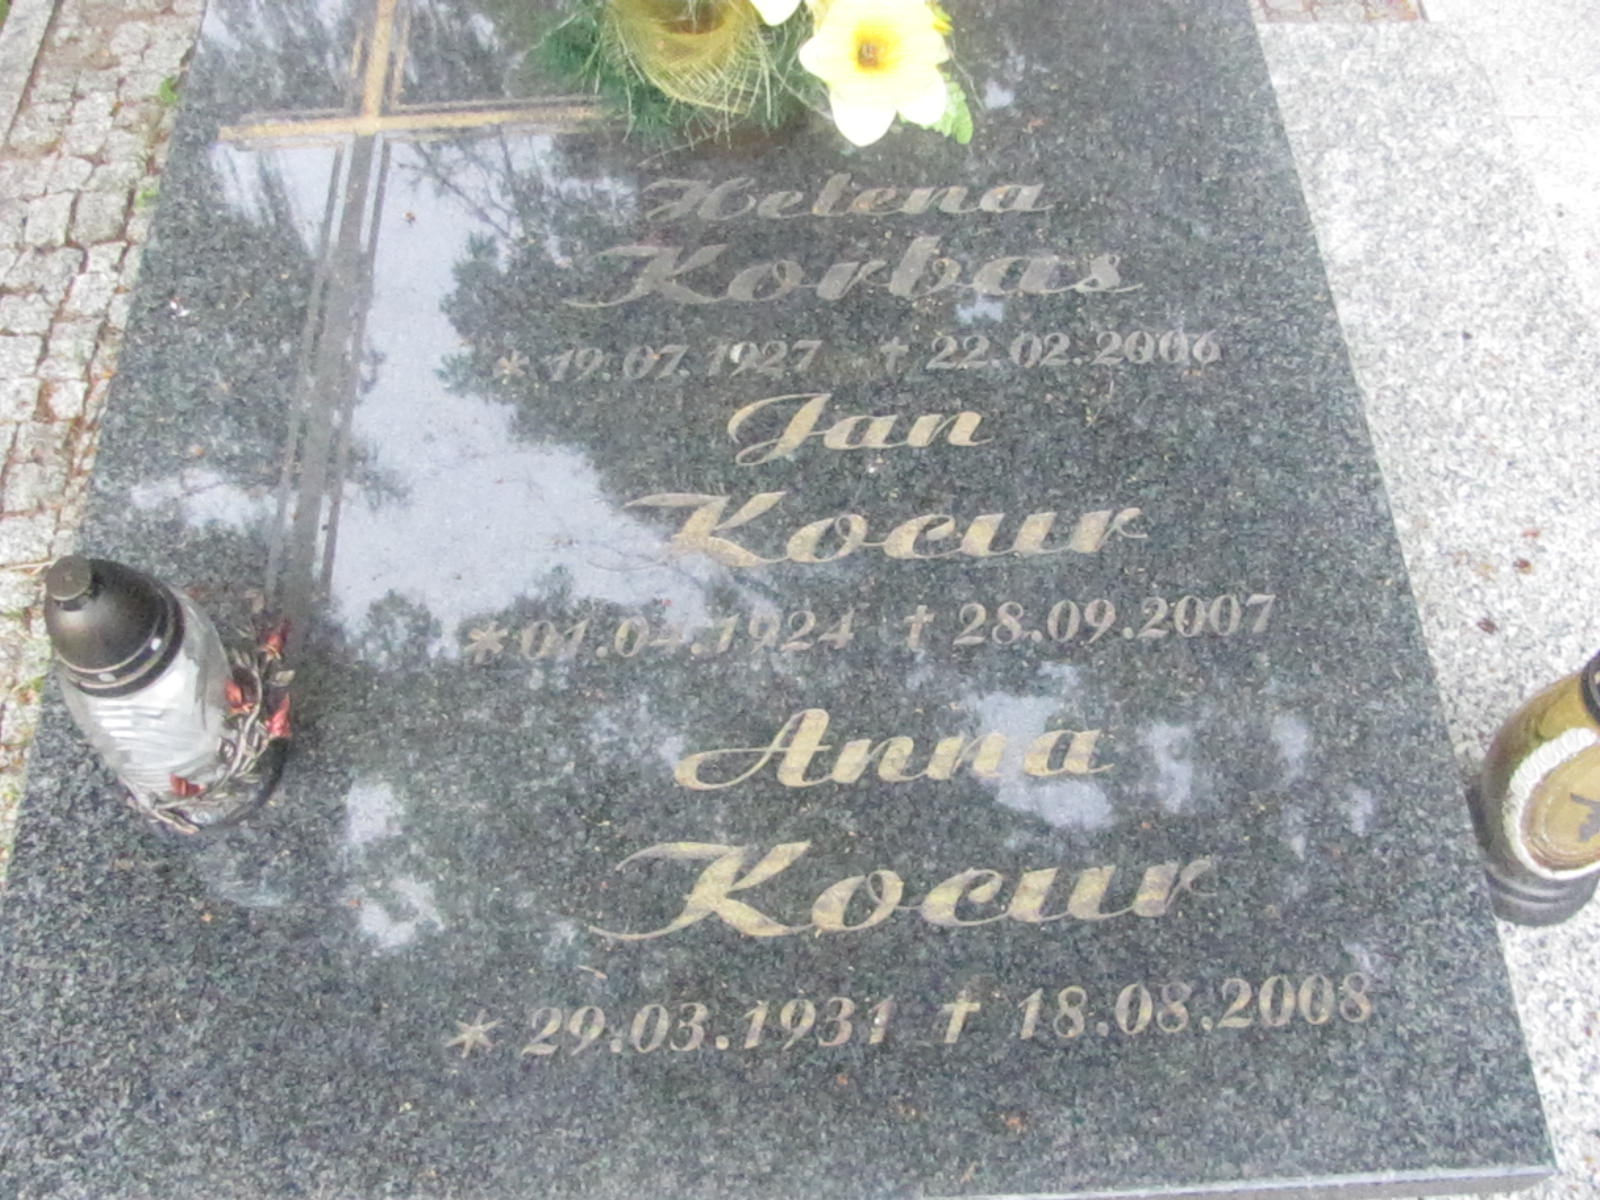 Helena
Korbas
* 19.07.1927 † 22.02.2006
Jan
Kocur
* 01.04.1924 † 28.09.2007
Anna
Kocur
* 29.03.1931 † 18.08.2008